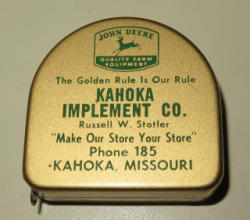 JOHN DEERE
QUALITY FARM
EQUIPMENT
The Golden Rule Is Our Rule
KAHOKA
IMPLEMENT CO.
Russell W. Stotler
"Make Our Store Your Store"
Phone 185
KAHOKA, MISSOURI